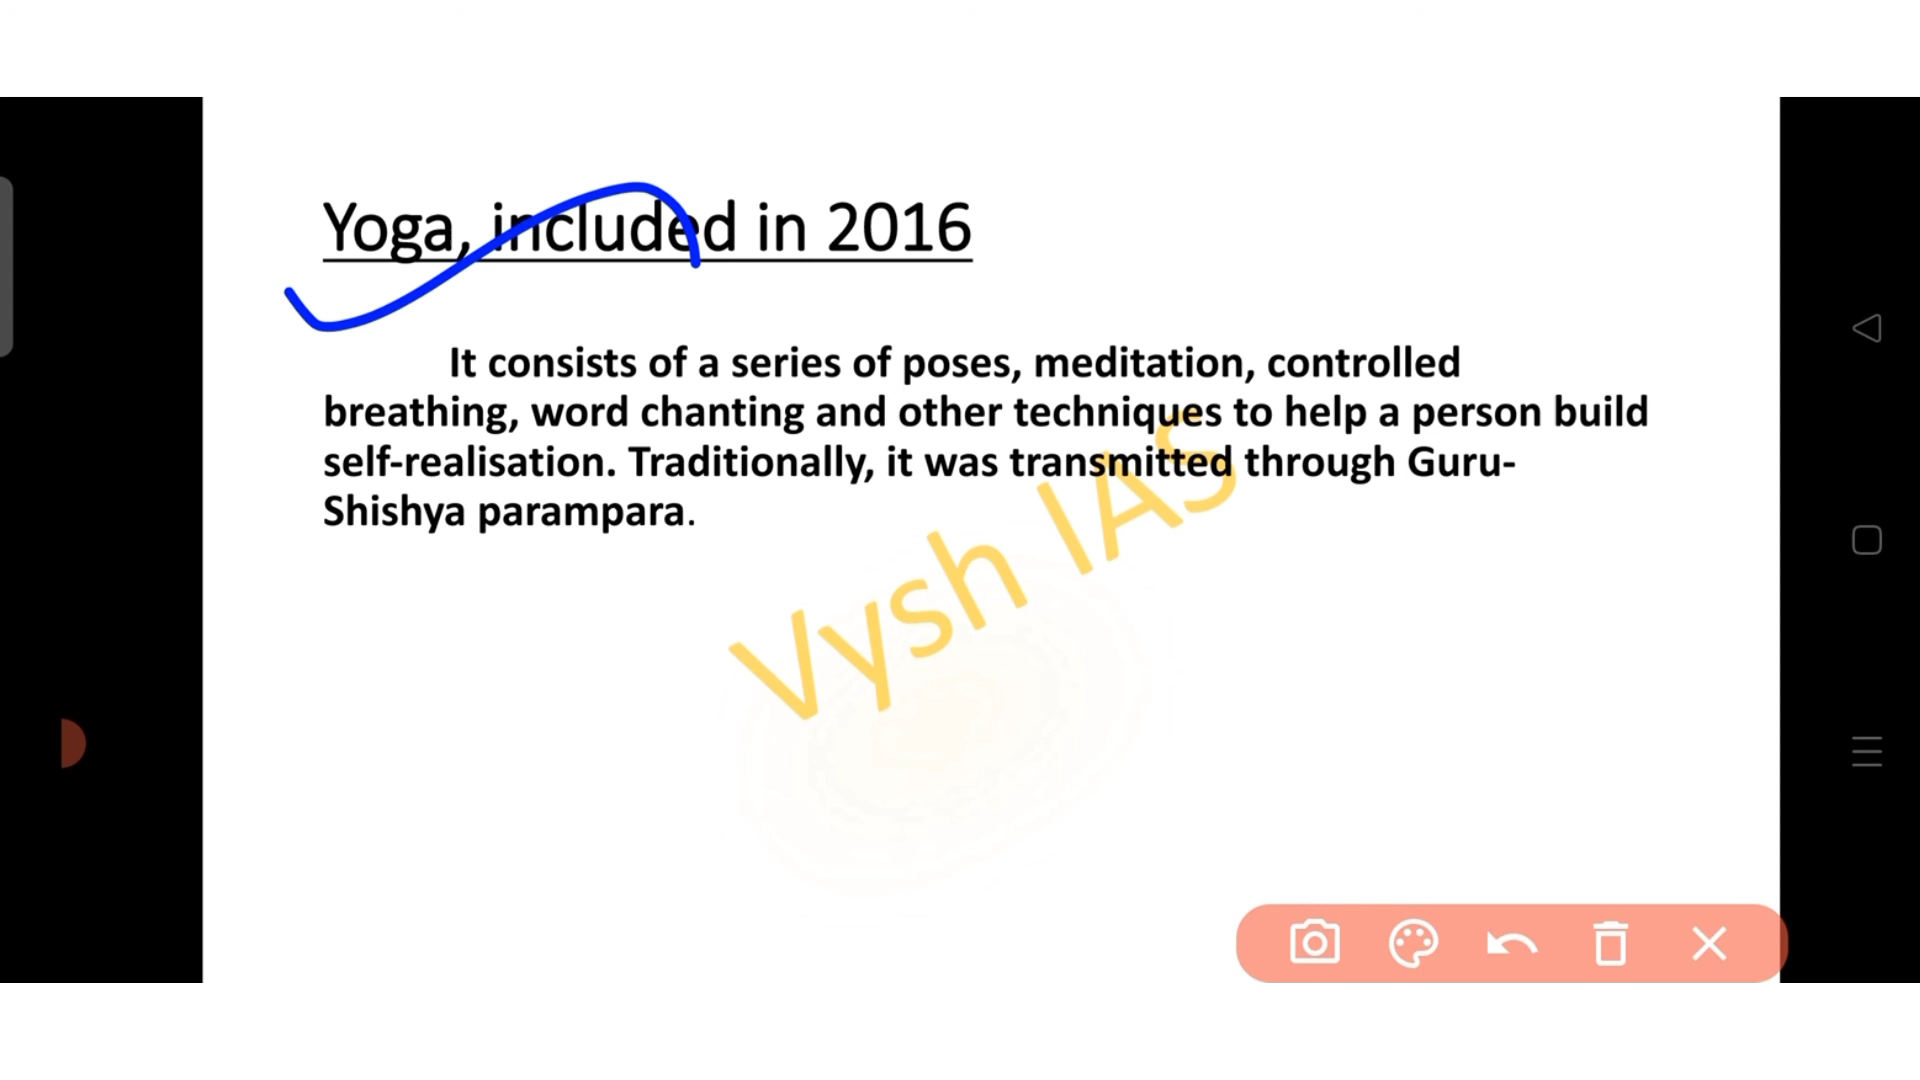 Yoga, included in 2016
It consists of a series of poses, meditation, controlled
breathing, word chanting and other techniques to help a person build
self-realisation. Traditionally, it was transmitted through Guru-
Shishya parampara.
Vysh IAS